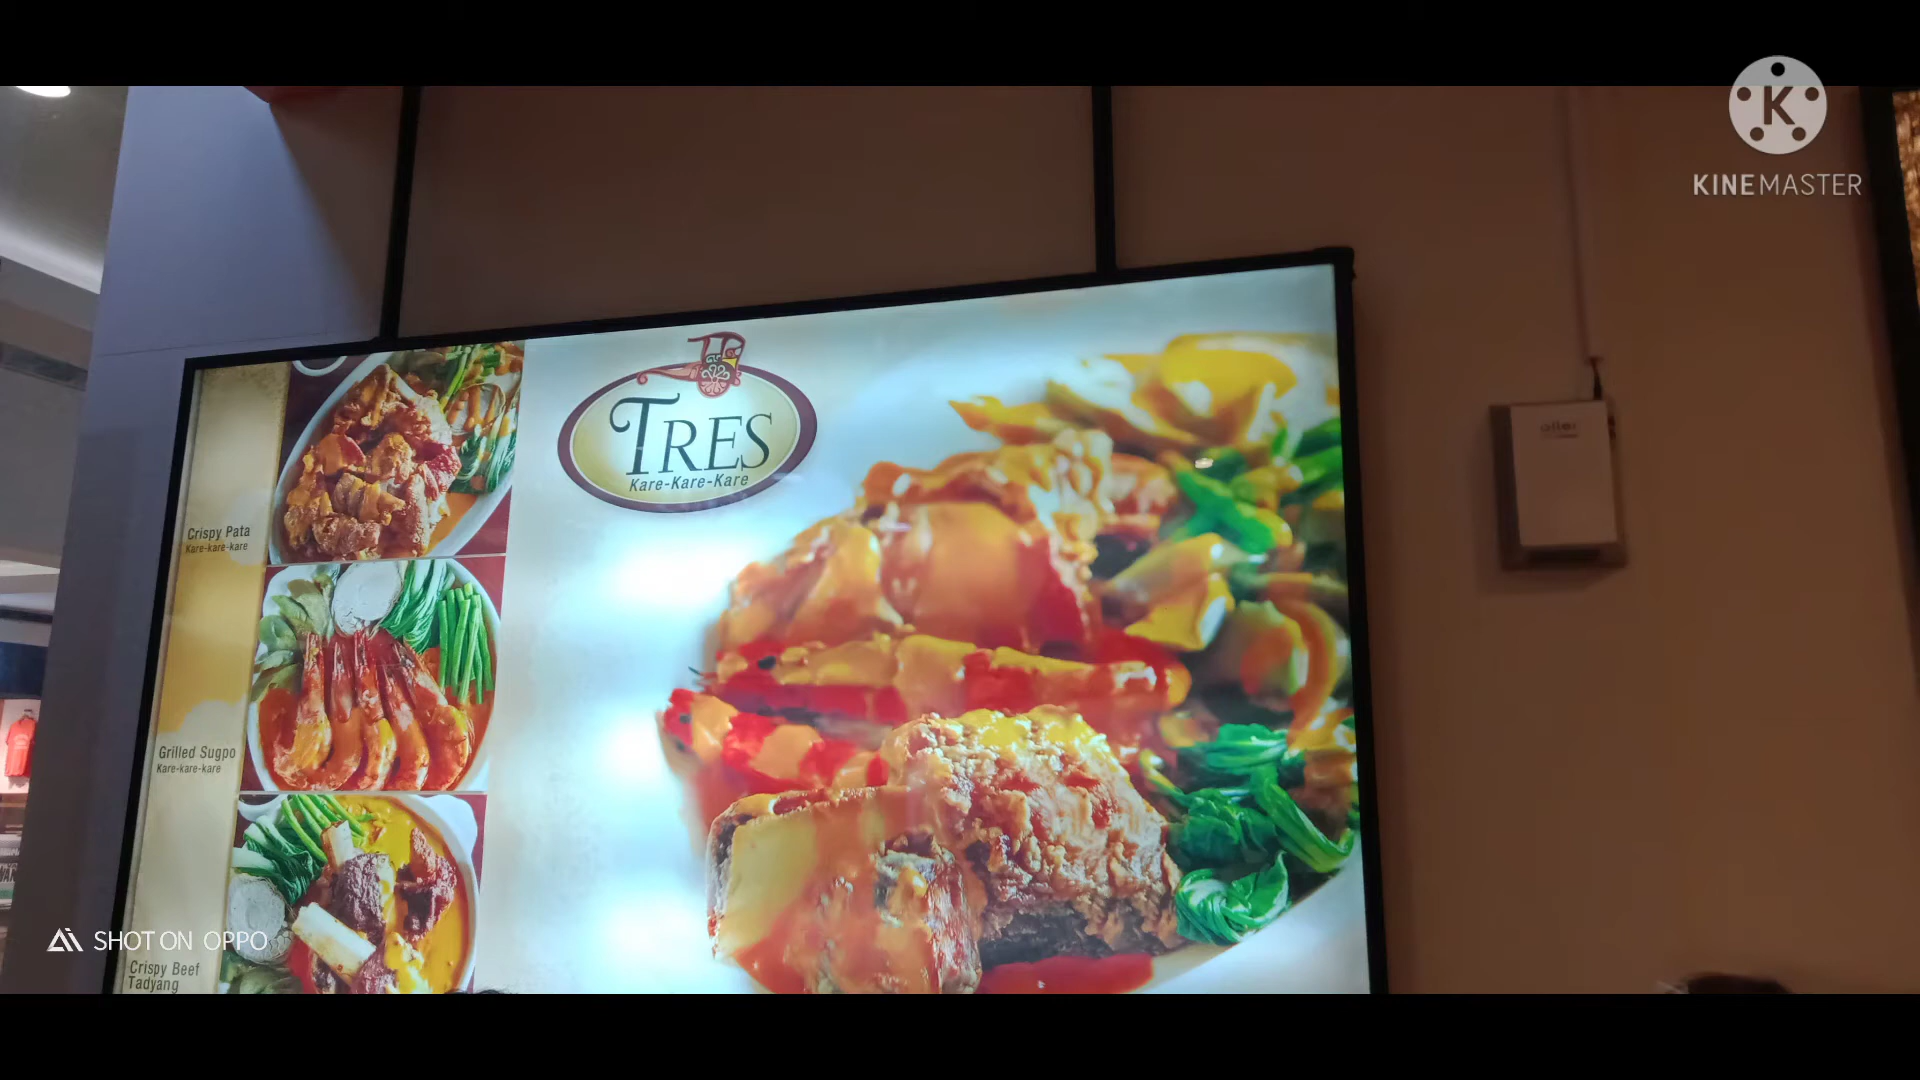 K
KINEMASTER
TRES
Kare-Kare-Kare
Crispy Pata
Kare-kare-kare
Grilled Sugpo
Kare-kare-kare
Crispy Beef
Tadyang
SHOT ON OPPO